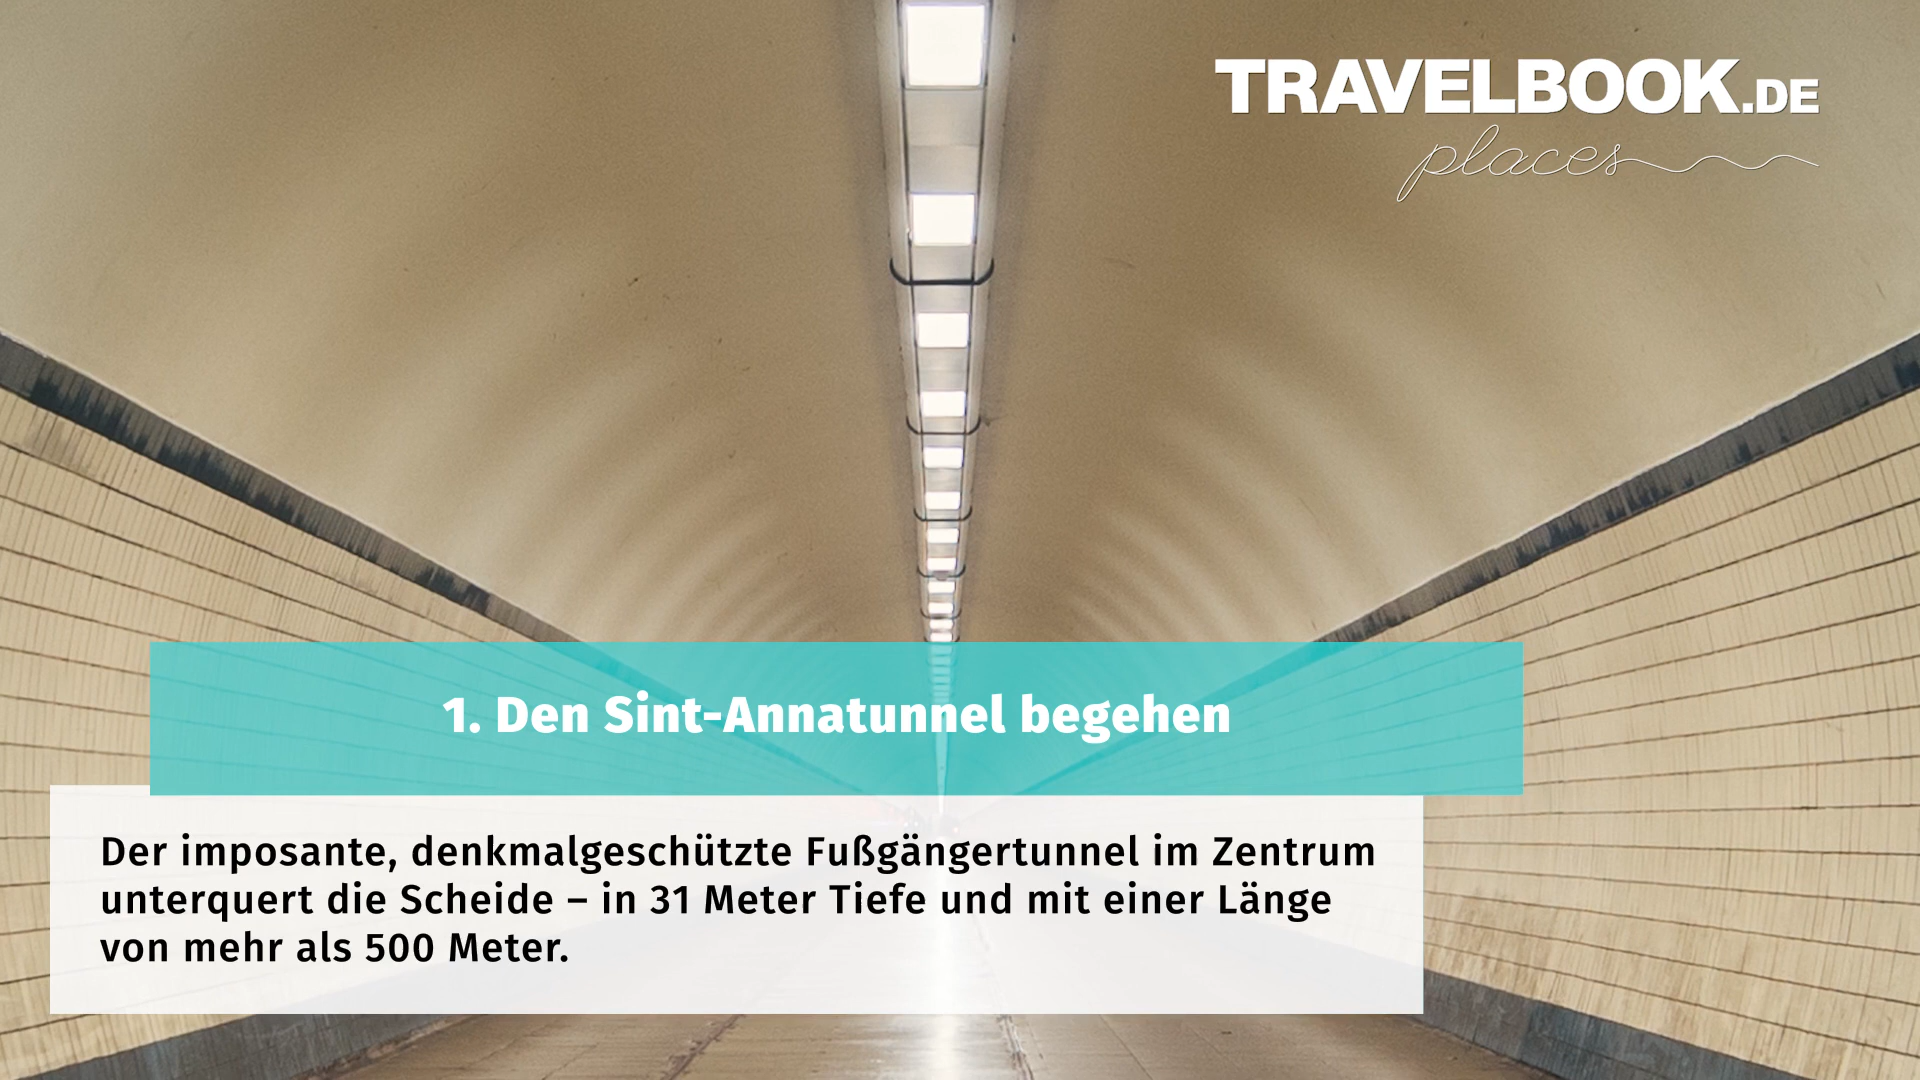 TRAVELBOOK.DE
places
1. Den Sint-Annatunnel begehen
Der imposante, denkmalgeschützte Fußgängertunnel im Zentrum
unterquert die Scheide – in 31 Meter Tiefe und mit einer Länge
von mehr als 500 Meter.